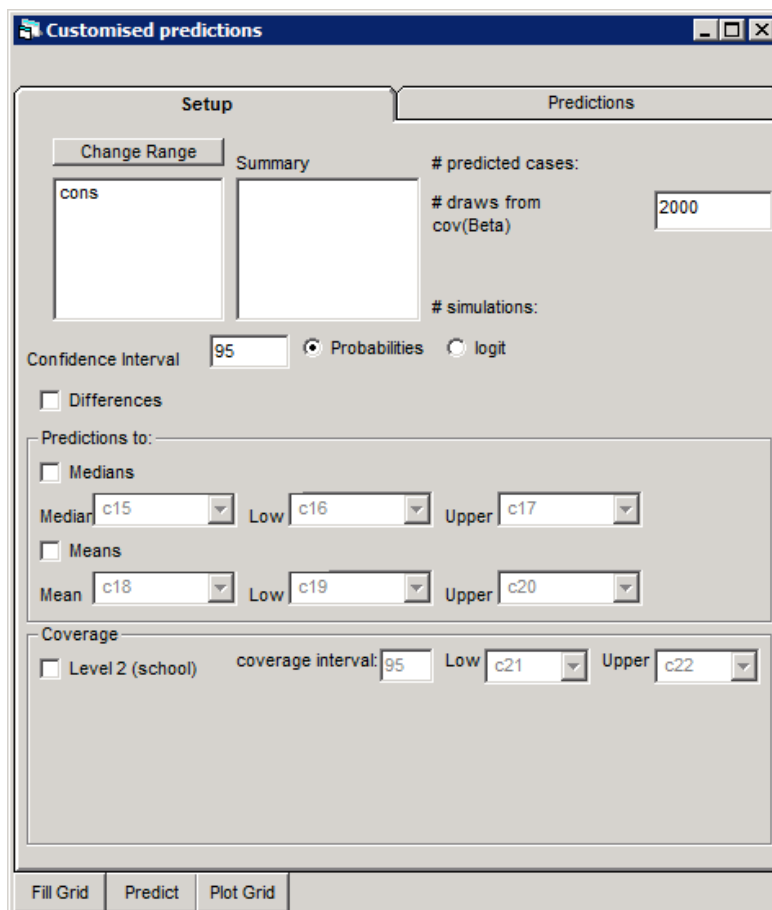 Customised predictions
Setup Predictions
Change Range Summary # predicted cases:
cons
# draws from cov(Beta) 2000
# simulations:
Confidence Interval 95 Probabilities logit
Differences
Predictions to:
Medians
Median c15 Low c16 Upper c17
Means
Mean c18 Low c19 Upper c20
Coverage
Level 2 (school) coverage interval: 95 Low c21 Upper c22
Fill Grid Predict Plot Grid